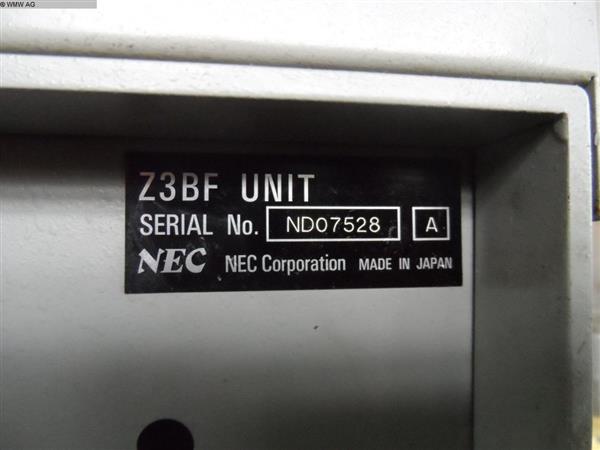 © WMW AG
Z3BF UNIT
SERIAL No. ND07528 A
NEC NEC Corporation MADE IN JAPAN